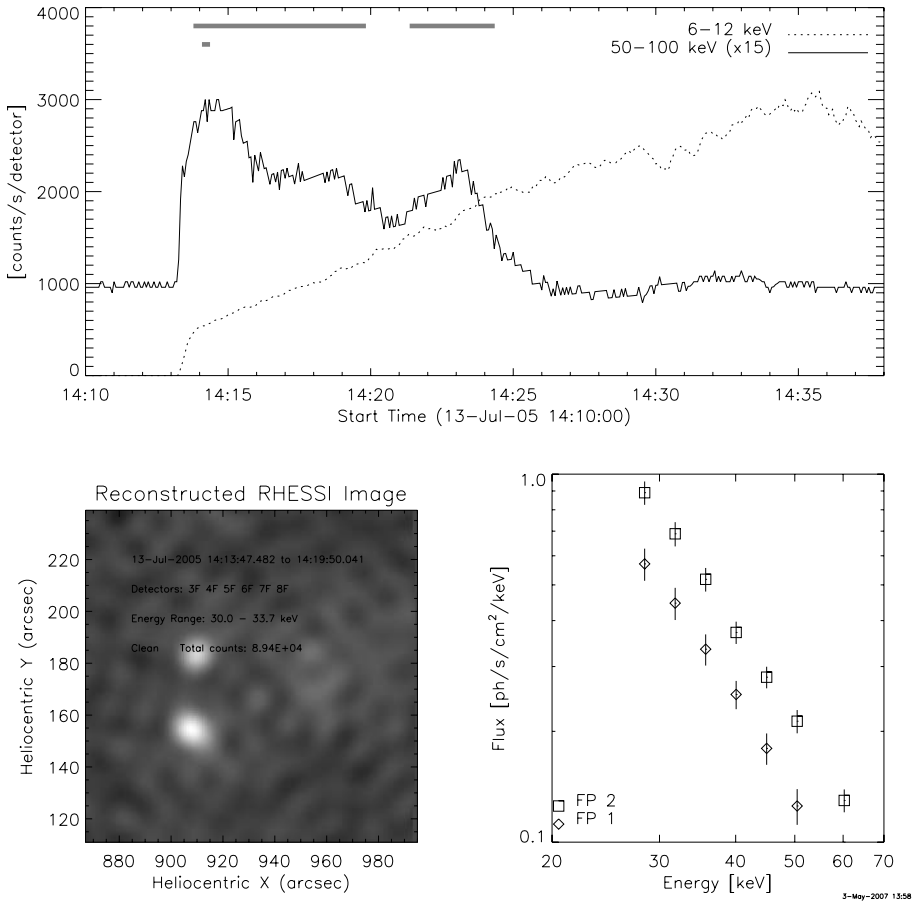 4000
3000
2000
1000
0
[counts/s/detector]
6-12 keV
50-100 keV (x15)
14:10
14:15
14:20
14:25
14:30
14:35
Start Time (13-Jul-05 14:10:00)
Reconstructed RHESSI Image
220
200
180
160
140
120
Heliocentric Y (arcsec)
13-Jul-2005 14:13:47.482 to 14:19:50.041
Detectors: 3F 4F 5F 6F 7F 8F
Energy Range: 30.0 - 33.7 keV
Clean Total counts: 8.94E+04
880
900
920
940
960
980
Heliocentric X (arcsec)
1.0
0.1
Flux [ph/s/cm²/keV]
FP 2
FP 1
20
30
40
50
60
70
Energy [keV]
3-May-2007 13:58